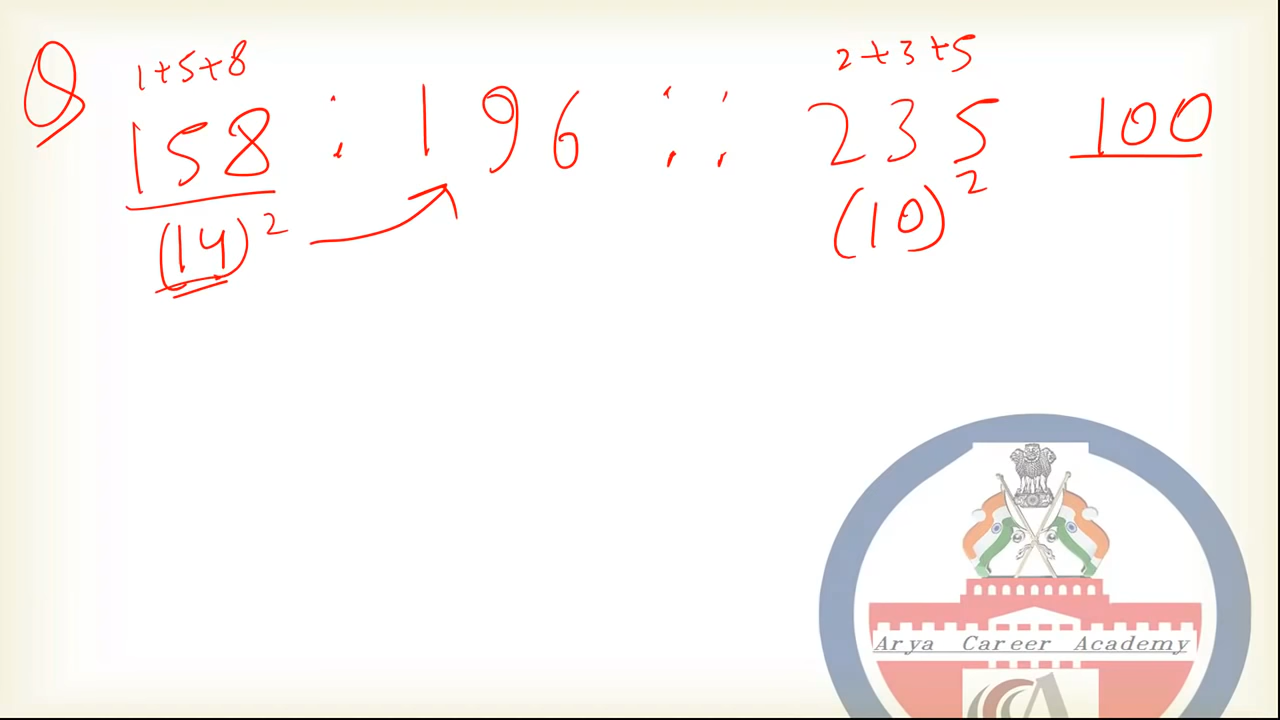 Q 1+5+8 2+3+5
158 : 196 :: 235 100
(14)² (10)²
Arya Career Academy